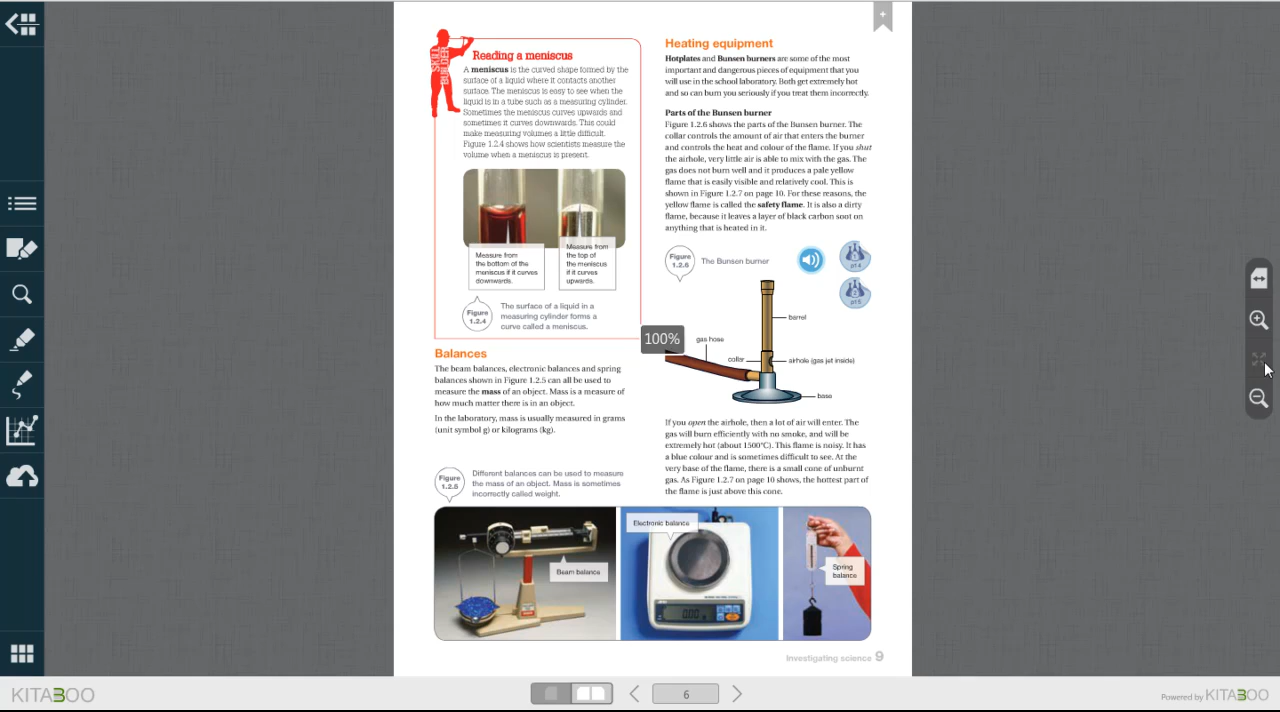 SKILL BUILDER
Reading a meniscus
A meniscus is the curved shape formed by the
surface of a liquid where it contacts another
surface. The meniscus is easy to see when the
liquid is in a tube such as a measuring cylinder.
Sometimes the meniscus curves upwards and
sometimes it curves downwards. This could
make measuring volumes a little difficult.
Figure 1.2.4 shows how scientists measure the
volume when a meniscus is present.
Measure from
the bottom of the
meniscus if it curves
downwards.
Measure from
the top of
the meniscus
if it curves
upwards.
Figure
1.2.4
The surface of a liquid in a
measuring cylinder forms a
curve called a meniscus.
Balances
The beam balances, electronic balances and spring
balances shown in Figure 1.2.5 can all be used to
measure the mass of an object. Mass is a measure of
how much matter there is in an object.
In the laboratory, mass is usually measured in grams
(unit symbol g) or kilograms (kg).
Figure
1.2.5
Different balances can be used to measure
the mass of an object. Mass is sometimes
incorrectly called weight.
Heating equipment
Hotplates and Bunsen burners are some of the most
important and dangerous pieces of equipment that you
will use in the school laboratory. Both get extremely hot
and so can burn you seriously if you treat them incorrectly.
Parts of the Bunsen burner
Figure 1.2.6 shows the parts of the Bunsen burner. The
collar controls the amount of air that enters the burner
and controls the heat and colour of the flame. If you shut
the airhole, very little air is able to mix with the gas. The
gas does not burn well and it produces a pale yellow
flame that is easily visible and relatively cool. This is
shown in Figure 1.2.7 on page 10. For these reasons, the
yellow flame is called the safety flame. It is also a dirty
flame, because it leaves a layer of black carbon soot on
anything that is heated in it.
Figure
1.2.6
The Bunsen burner
1
p14
2
p15
barrel
100%
gas hose
collar
airhole (gas jet inside)
base
If you open the airhole, then a lot of air will enter. The
gas will burn efficiently with no smoke, and will be
extremely hot (about 1500°C). This flame is noisy. It has
a blue colour and is sometimes difficult to see. At the
very base of the flame, there is a small cone of unburnt
gas. As Figure 1.2.7 on page 10 shows, the hottest part of
the flame is just above this cone.
Beam balance
Electronic balance
0.00
Spring
balance
Investigating science 9
KITABOO
6
Powered by KITABOO